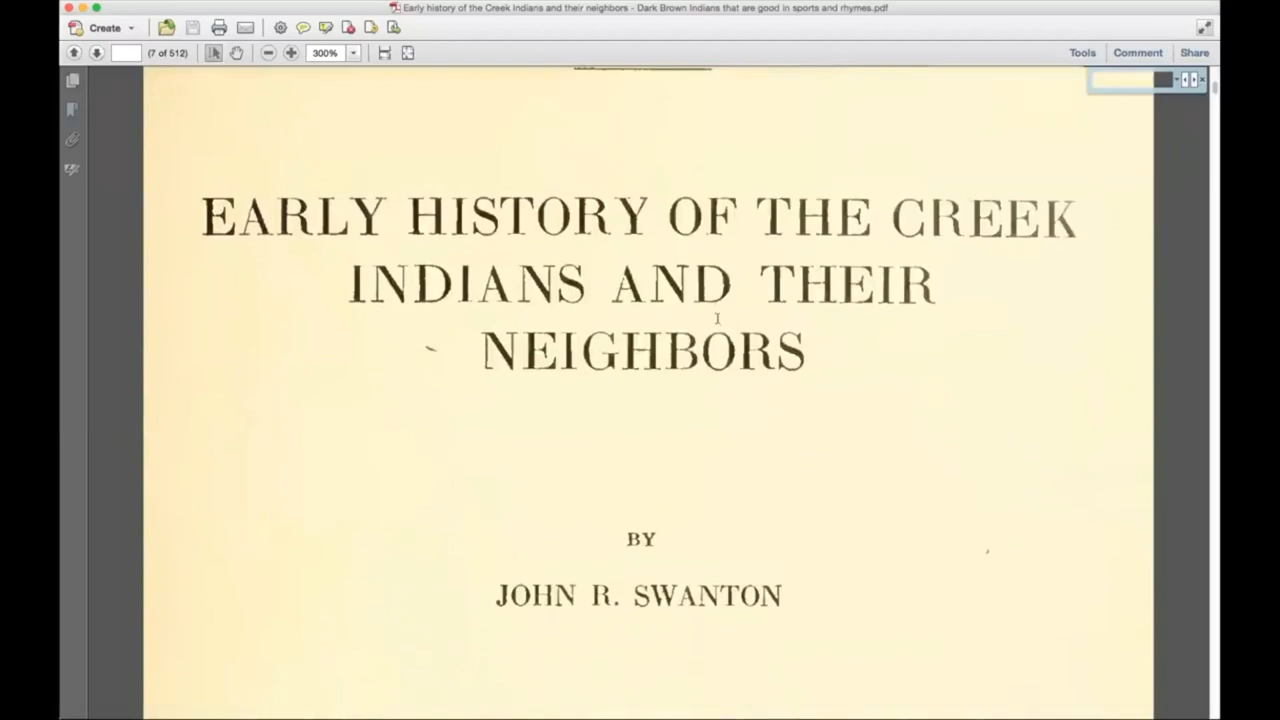 Early history of the Creek Indians and their neighbors - Dark Brown Indians that are good in sports and rhymes.pdf
Create
(7 of 512)
300%
Tools
Comment
Share
EARLY HISTORY OF THE CREEK
INDIANS AND THEIR
NEIGHBORS
BY
JOHN R. SWANTON